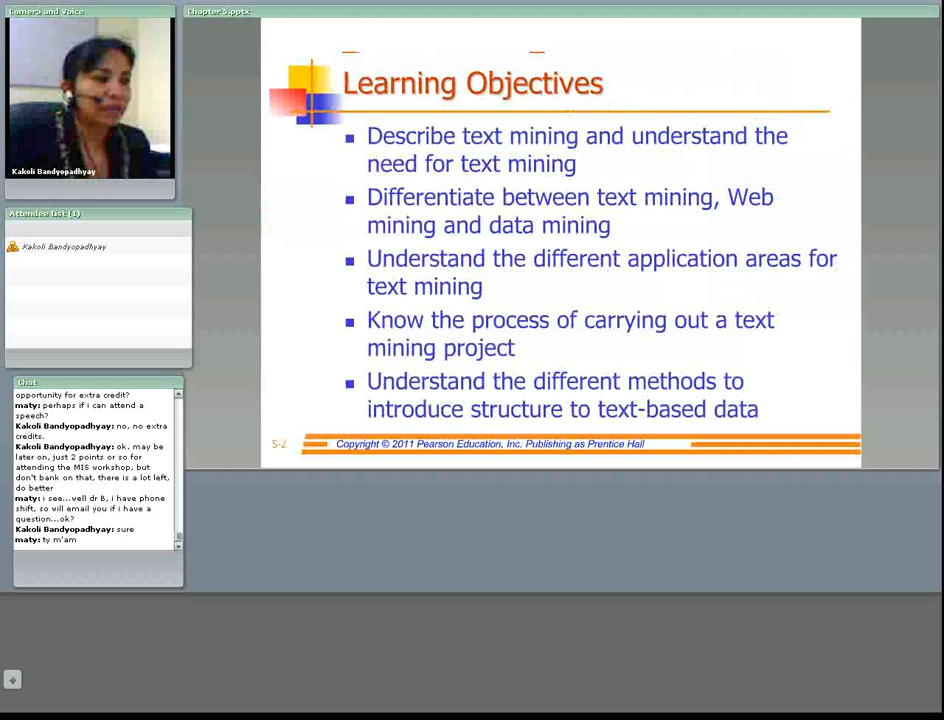 Camera and Voice
Kakoli Bandyopadhyay
Attendee List (1)
Kakoli Bandyopadhyay
Chat
opportunity for extra credit?
maty: perhaps if i can attend a
speech?
Kakoli Bandyopadhyay: no, no extra
credits.
Kakoli Bandyopadhyay: ok, may be
later on, just 2 points or so for
attending the MIS workshop, but
don't bank on that, there is a lot left,
do better
maty: i see...well dr B, i have phone
shift, so will email you if i have a
question...ok?
Kakoli Bandyopadhyay: sure
maty: ty m'am
Chapter 5.pptx
Learning Objectives
Describe text mining and understand the
need for text mining
Differentiate between text mining, Web
mining and data mining
Understand the different application areas for
text mining
Know the process of carrying out a text
mining project
Understand the different methods to
introduce structure to text-based data
5-2
Copyright © 2011 Pearson Education, Inc. Publishing as Prentice Hall